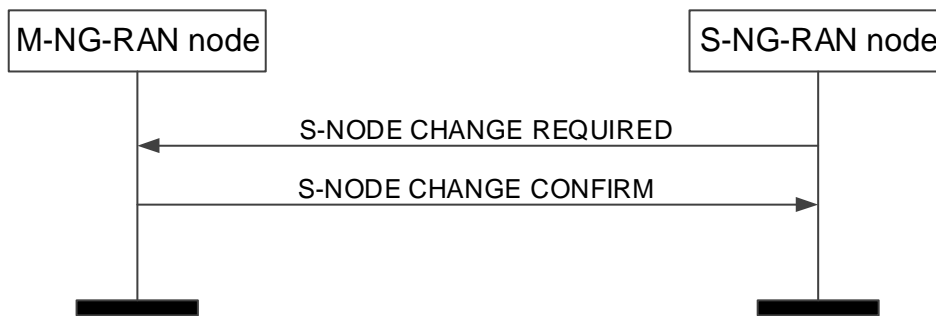 M-NG-RAN node
S-NG-RAN node
S-NODE CHANGE REQUIRED
S-NODE CHANGE CONFIRM